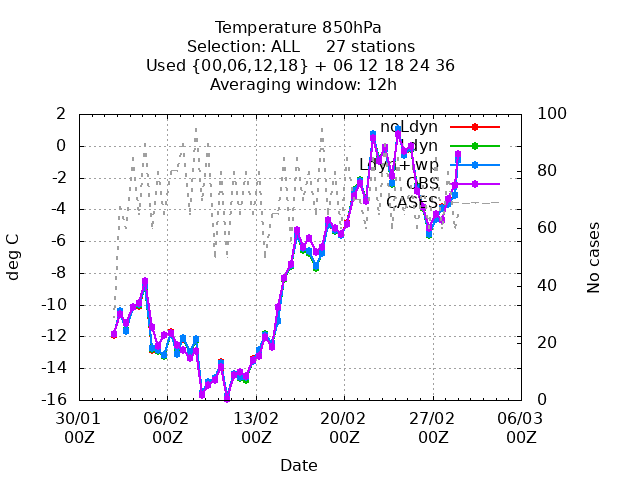 Temperature 850hPa
Selection: ALL     27 stations
Used {00,06,12,18} + 06 12 18 24 36
Averaging window: 12h
2
0
-2
-4
-6
-8
-10
-12
-14
-16
deg C
100
80
60
40
20
0
No cases
noLdyn
Ldyn
Ldyn+wp
OBS
CASES
30/01 06/02 13/02 20/02 27/02 06/03
00Z 00Z 00Z 00Z 00Z 00Z
Date